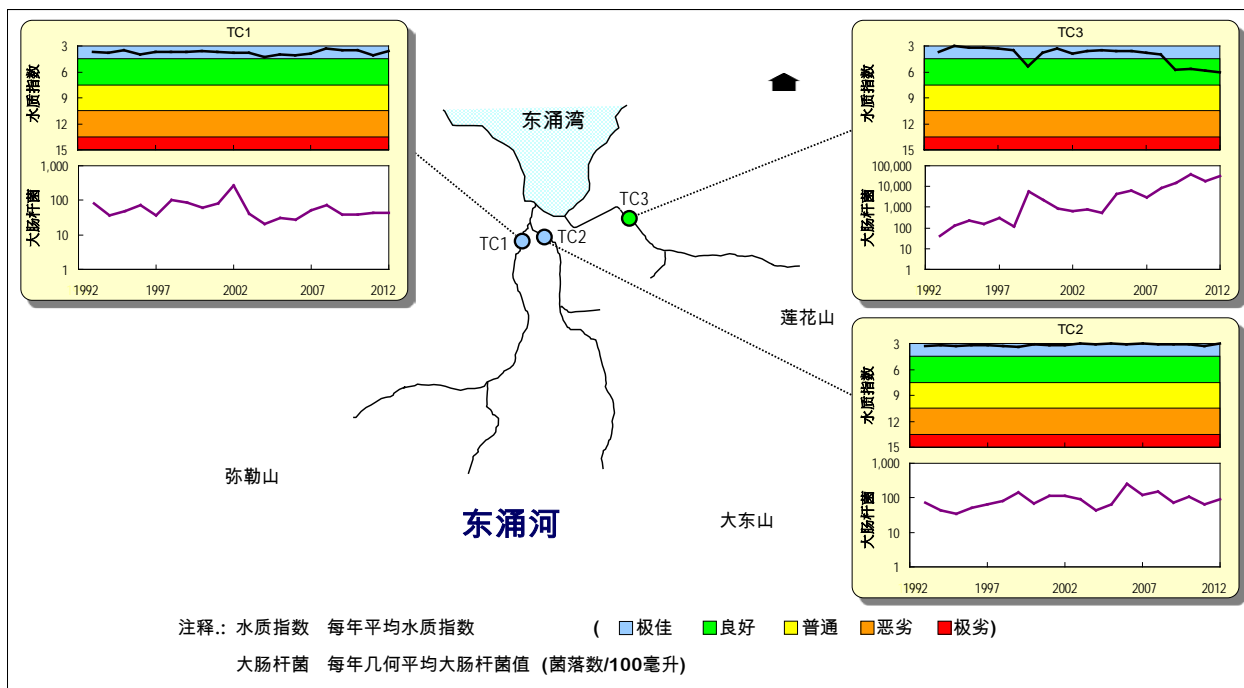 TC1
水质指数
3
6
9
12
15
大肠杆菌
1,000
100
10
1
1992 1997 2002 2007 2012
TC3
水质指数
3
6
9
12
15
大肠杆菌
100,000
10,000
1,000
100
10
1
1992 1997 2002 2007 2012
东涌湾
TC3
TC1
TC2
莲花山
TC2
水质指数
3
6
9
12
15
大肠杆菌
1,000
100
10
1
1992 1997 2002 2007 2012
弥勒山
东涌河
大东山
注释.: 水质指数 每年平均水质指数 ( 极佳 良好 普通 恶劣 极劣)
大肠杆菌 每年几何平均大肠杆菌值 (菌落数/100毫升)